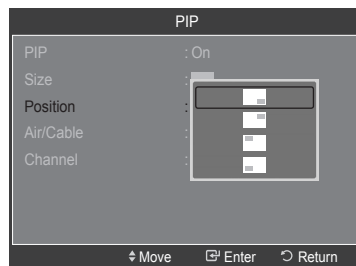 PIP
PIP : On
Size :
Position :
Air/Cable :
Channel :
Move Enter Return